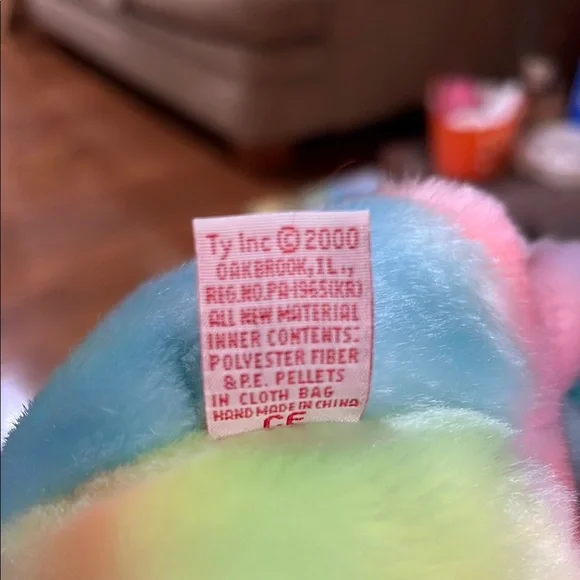 Ty Inc © 2000
OAKBROOK, IL.,
REG.NO.PA-1965(KR)
ALL NEW MATERIAL
INNER CONTENTS:
POLYESTER FIBER
& P.E. PELLETS
IN CLOTH BAG
HAND MADE IN CHINA
CE